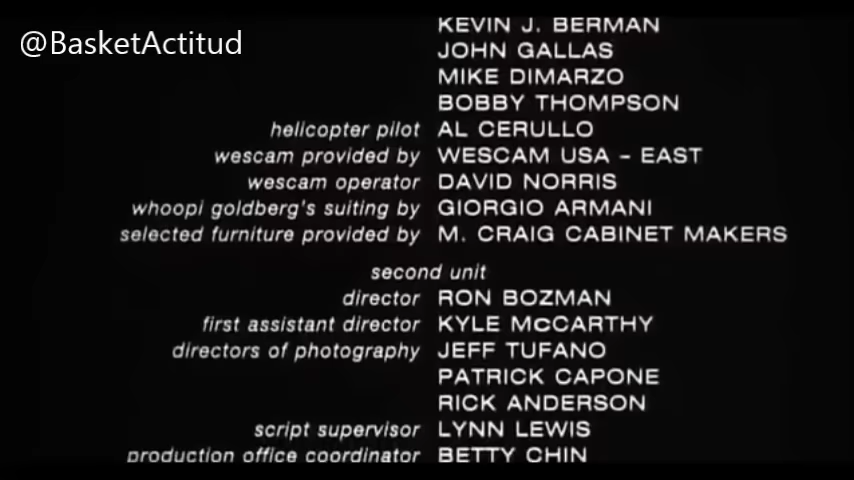 @BasketActitud
KEVIN J. BERMAN
JOHN GALLAS
MIKE DIMARZO
BOBBY THOMPSON
helicopter pilot AL CERULLO
wescam provided by WESCAM USA - EAST
wescam operator DAVID NORRIS
whoopi goldberg's suiting by GIORGIO ARMANI
selected furniture provided by M. CRAIG CABINET MAKERS
second unit
director RON BOZMAN
first assistant director KYLE McCARTHY
directors of photography JEFF TUFANO
PATRICK CAPONE
RICK ANDERSON
script supervisor LYNN LEWIS
production office coordinator BETTY CHIN